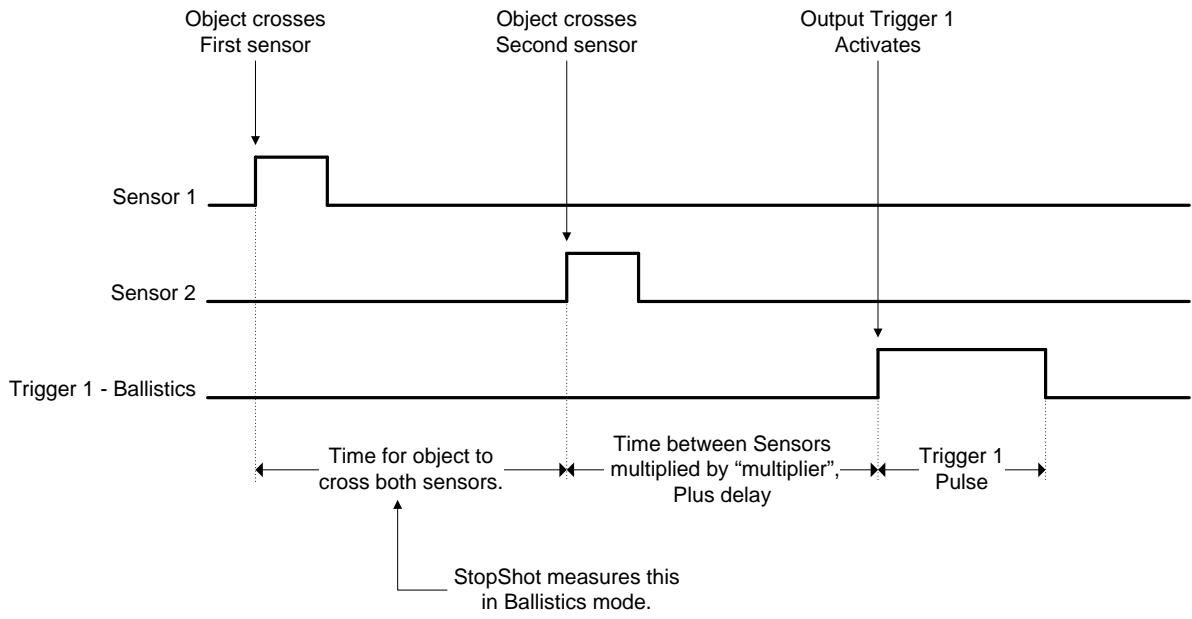 Object crosses
First sensor
Object crosses
Second sensor
Output Trigger 1
Activates
Sensor 1
Sensor 2
Trigger 1 - Ballistics
Time for object to
cross both sensors.
Time between Sensors
multiplied by “multiplier”,
Plus delay
Trigger 1
Pulse
StopShot measures this
in Ballistics mode.